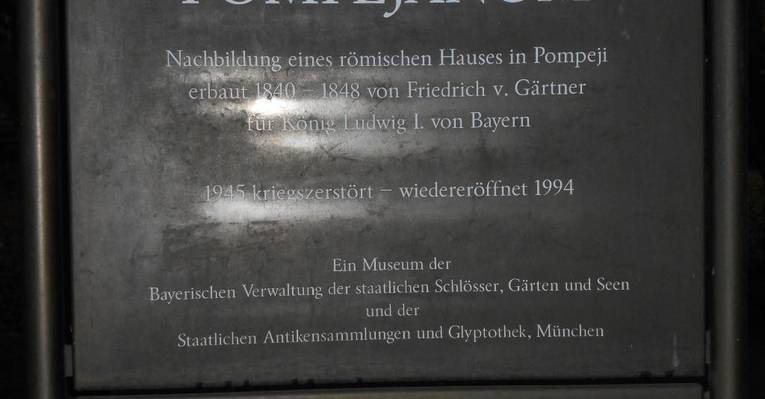 POMPEJANUM
Nachbildung eines römischen Hauses in Pompeji
erbaut 1840 – 1848 von Friedrich v. Gärtner
für König Ludwig I. von Bayern
1945 kriegszerstört – wiedereröffnet 1994
Ein Museum der
Bayerischen Verwaltung der staatlichen Schlösser, Gärten und Seen
und der
Staatlichen Antikensammlungen und Glyptothek, München